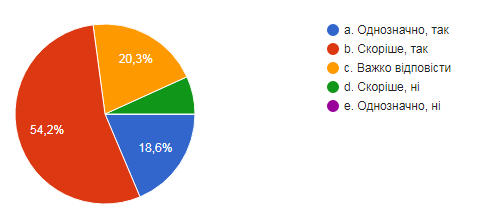 20,3%
54,2%
18,6%
a. Однозначно, так
b. Скоріше, так
c. Важко відповісти
d. Скоріше, ні
e. Однозначно, ні